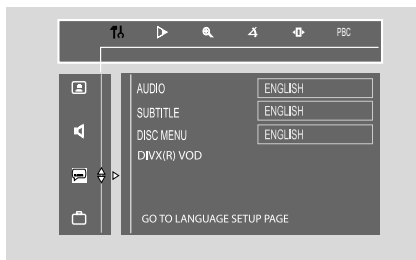 PBC
AUDIO ENGLISH
SUBTITLE ENGLISH
DISC MENU ENGLISH
DIVX(R) VOD
GO TO LANGUAGE SETUP PAGE